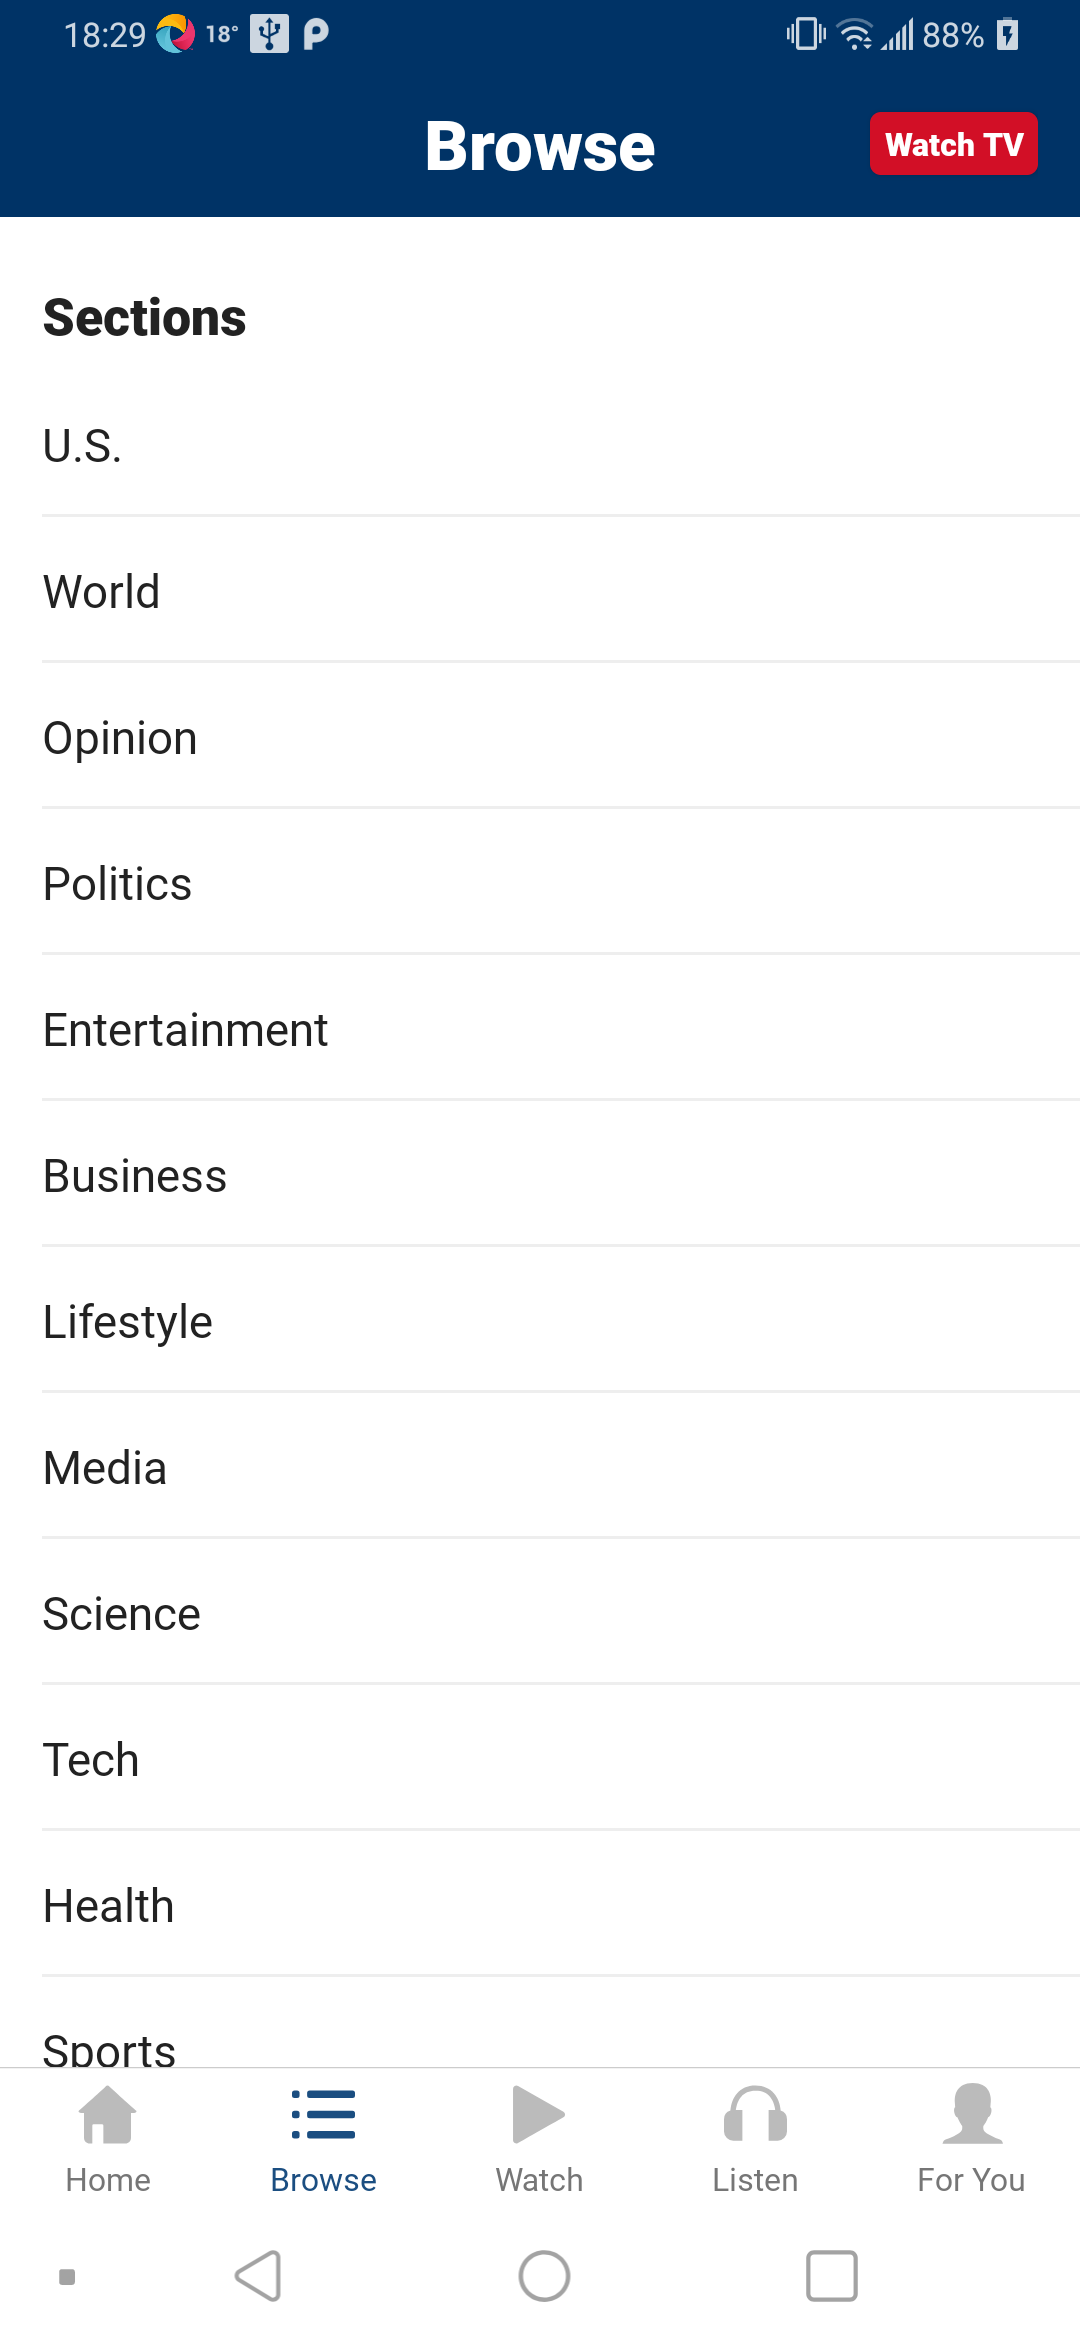 18:29 18° 88%
Browse
Watch TV
Sections
U.S.
World
Opinion
Politics
Entertainment
Business
Lifestyle
Media
Science
Tech
Health
Sports
Home Browse Watch Listen For You